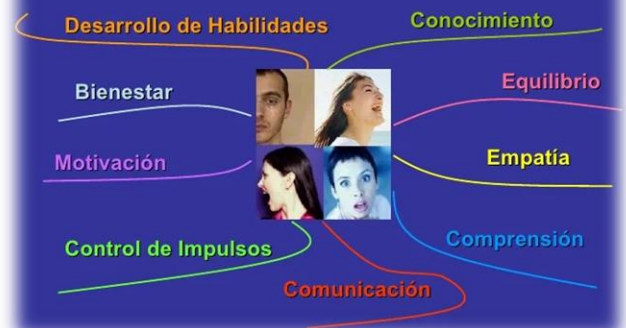 Desarrollo de Habilidades
Conocimiento
Bienestar
Equilibrio
Motivación
Empatía
Control de Impulsos
Comprensión
Comunicación